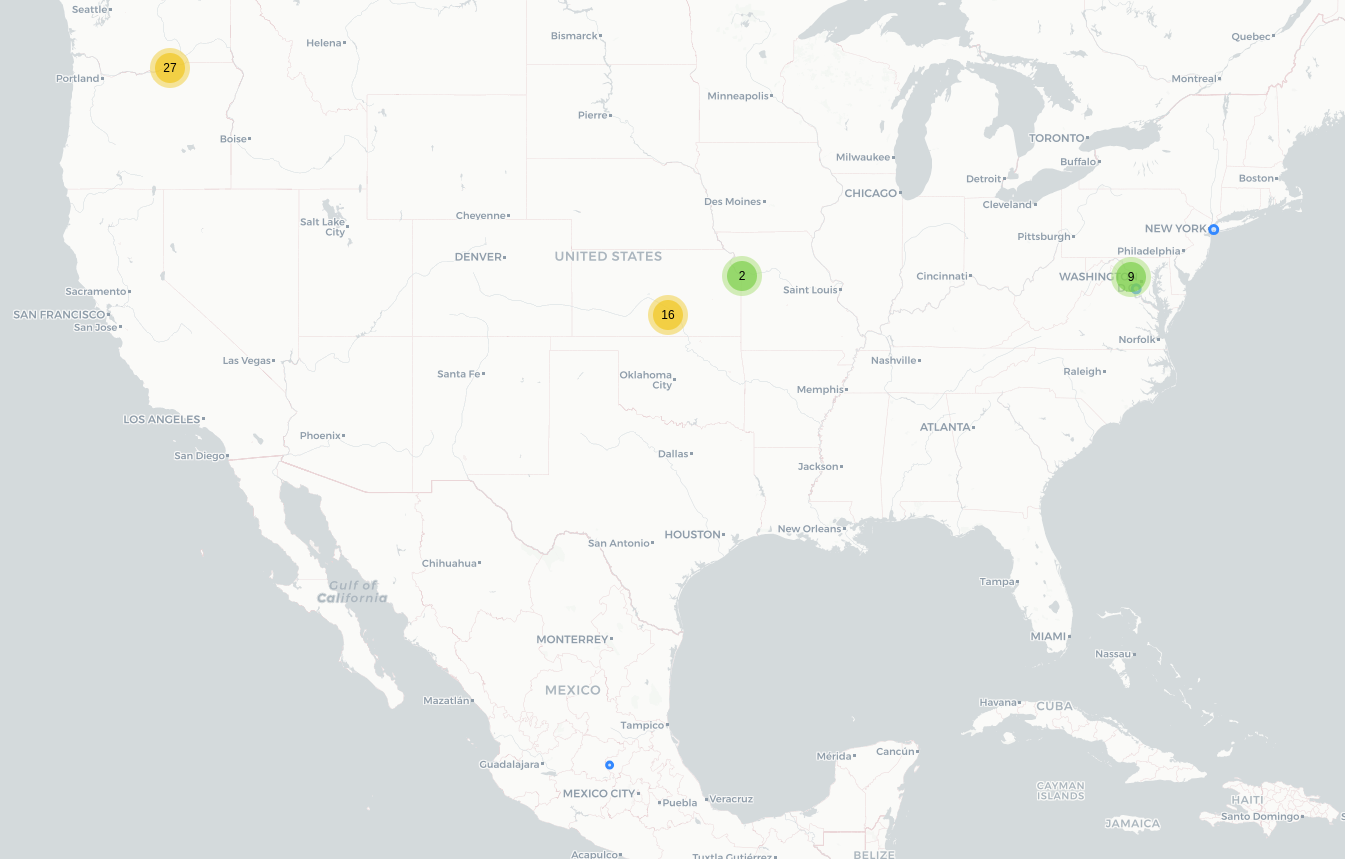 Seattle
Quebec
Bismarck
Helena
27
Portland
Montreal
Minneapolis
Pierre
Boise
TORONTO
Milwaukee
Buffalo
Detroit
Boston
CHICAGO
Des Moines
Cleveland
Cheyenne
Salt Lake
City
NEW YORK
Pittsburgh
Philadelphia
DENVER
UNITED STATES
2
Cincinnati
9
Saint Louis
Sacramento
SAN FRANCISCO
16
San Jose
Norfolk
Las Vegas
Nashville
Santa Fe
Oklahoma
City
Raleigh
Memphis
LOS ANGELES
ATLANTA
Phoenix
San Diego
Dallas
Jackson
New Orleans
HOUSTON
San Antonio
Chihuahua
Tampa
Gulf of
California
MONTERREY
MIAMI
Nassau
MEXICO
Mazatlán
Havana
CUBA
Tampico
Mérida
Cancún
Guadalajara
MEXICO CITY
Puebla
Veracruz
CAYMAN
ISLANDS
HAITI
Santo Domingo
JAMAICA
Acapulco
Tuxtla Gutiérrez
BELIZE